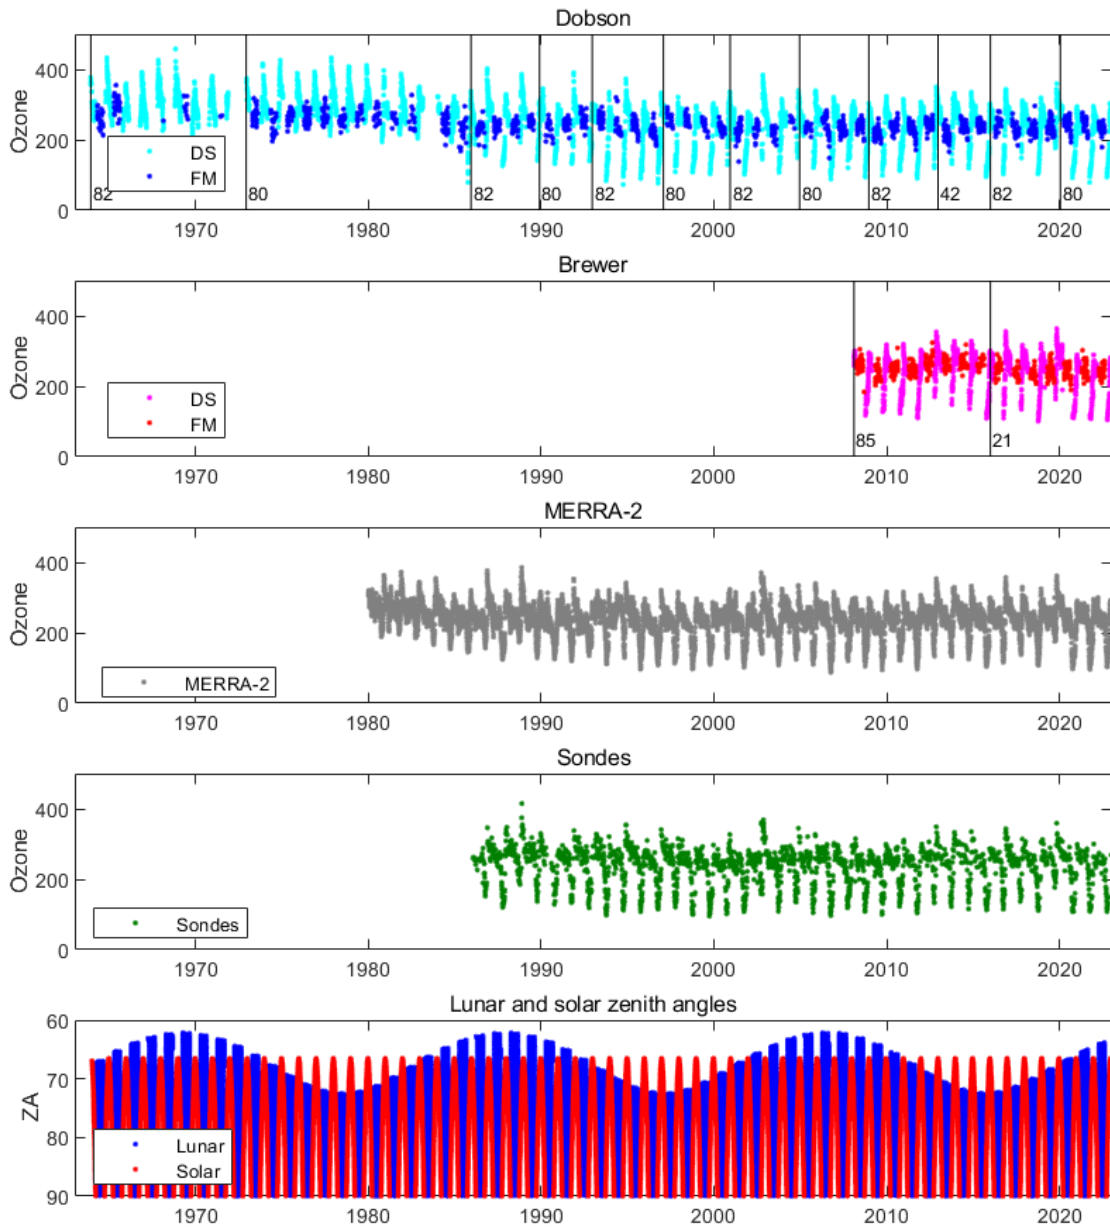 Dobson
Ozone
400
200
0
DS
FM
82 80 82 80 82 80 82 80 82 42 82 80
1970 1980 1990 2000 2010 2020
Brewer
Ozone
400
200
0
DS
FM
85 21
1970 1980 1990 2000 2010 2020
MERRA-2
Ozone
400
200
0
MERRA-2
1970 1980 1990 2000 2010 2020
Sondes
Ozone
400
200
0
Sondes
1970 1980 1990 2000 2010 2020
Lunar and solar zenith angles
ZA
60
70
80
90
Lunar
Solar
1970 1980 1990 2000 2010 2020